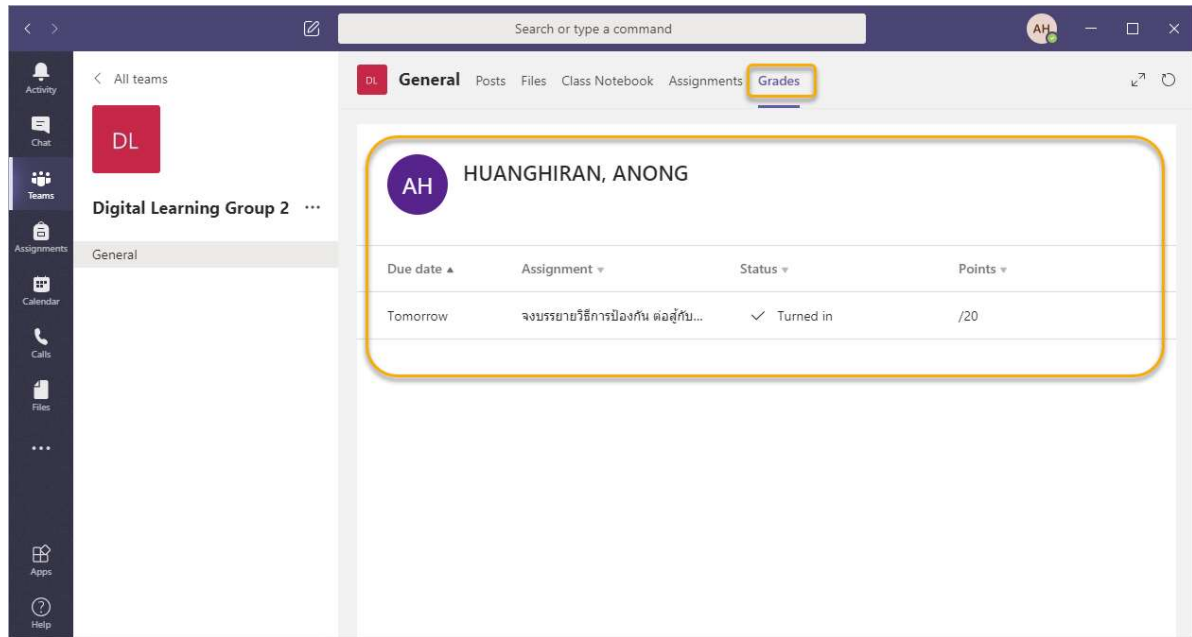 Search or type a command
AH
Activity
Chat
Teams
Assignments
Calendar
Calls
Files
Apps
Help
All teams
DL
Digital Learning Group 2 ...
General
DL General Posts Files Class Notebook Assignments Grades
AH HUANGHIRAN, ANONG
Due date Assignment Status Points
Tomorrow จงบรรยายวิธีการป้องกัน ต่อสู้กับ... Turned in /20